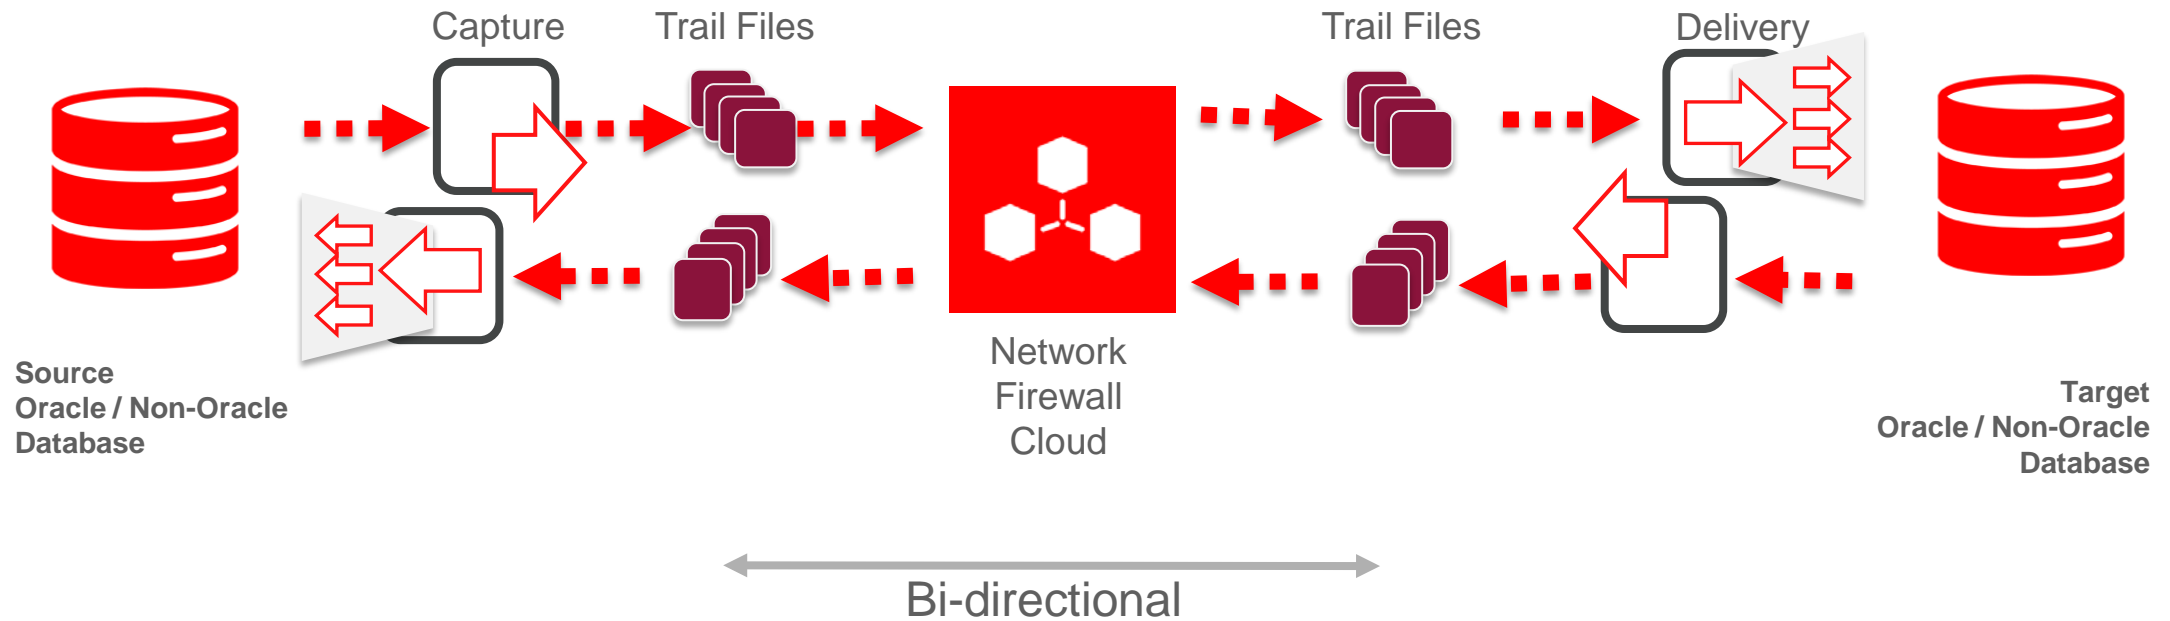 Capture
Trail Files
Trail Files
Delivery
Network
Firewall
Cloud
Source
Oracle / Non-Oracle
Database
Target
Oracle / Non-Oracle
Database
Bi-directional